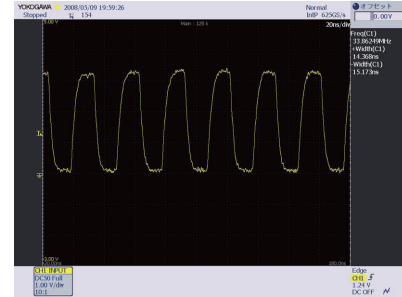 YOKOGAWA 2008/05/09 19:59:26 Normal
Stopped 154 IntP 625GS/s
オフセット
0.00V
Main : 125 k
20ns/div
Freq(C1)
33.86249MHz
+Width(C1)
14.368ns
-Width(C1)
15.173ns
CH1 INPUT
DC50 Full
1.00 V/div
10:1
Edge
CH1
1.24 V
DC OFF